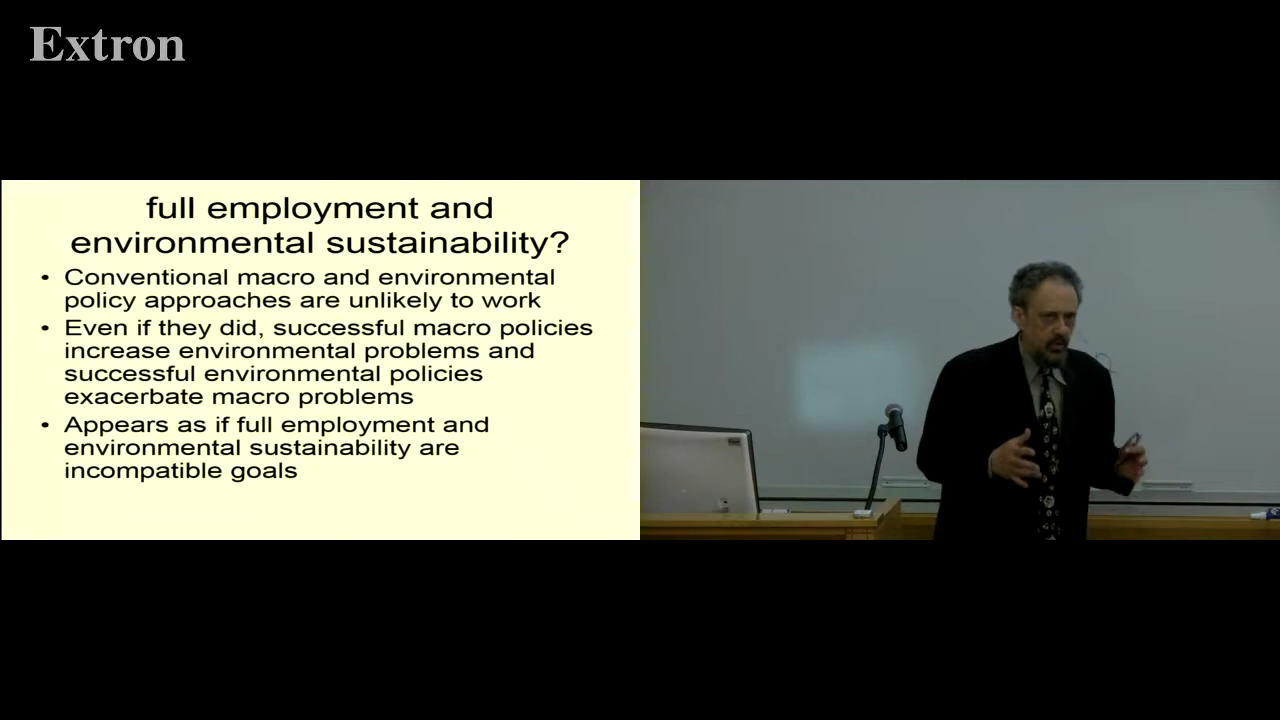 Extron
full employment and
environmental sustainability?
• Conventional macro and environmental
policy approaches are unlikely to work
• Even if they did, successful macro policies
increase environmental problems and
successful environmental policies
exacerbate macro problems
• Appears as if full employment and
environmental sustainability are
incompatible goals